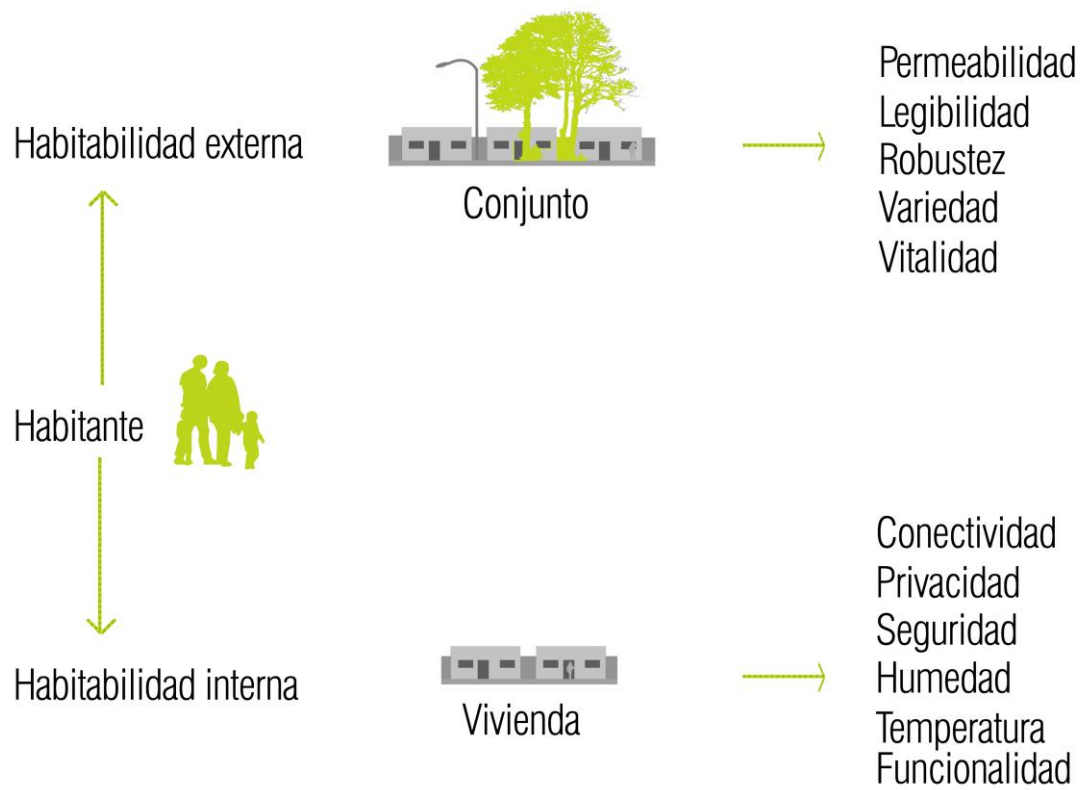 Habitabilidad externa
Conjunto
Permeabilidad
Legibilidad
Robustez
Variedad
Vitalidad
Habitante
Habitabilidad interna
Vivienda
Conectividad
Privacidad
Seguridad
Humedad
Temperatura
Funcionalidad